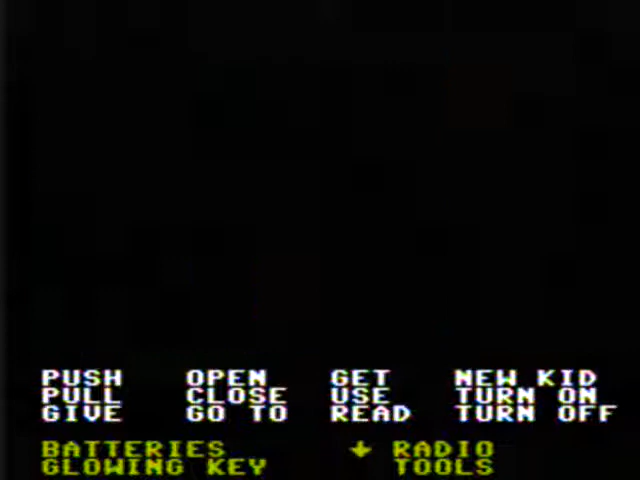 PUSH OPEN GET NEW KID
PULL CLOSE USE TURN ON
GIVE GO TO READ TURN OFF
BATTERIES RADIO
GLOWING KEY TOOLS